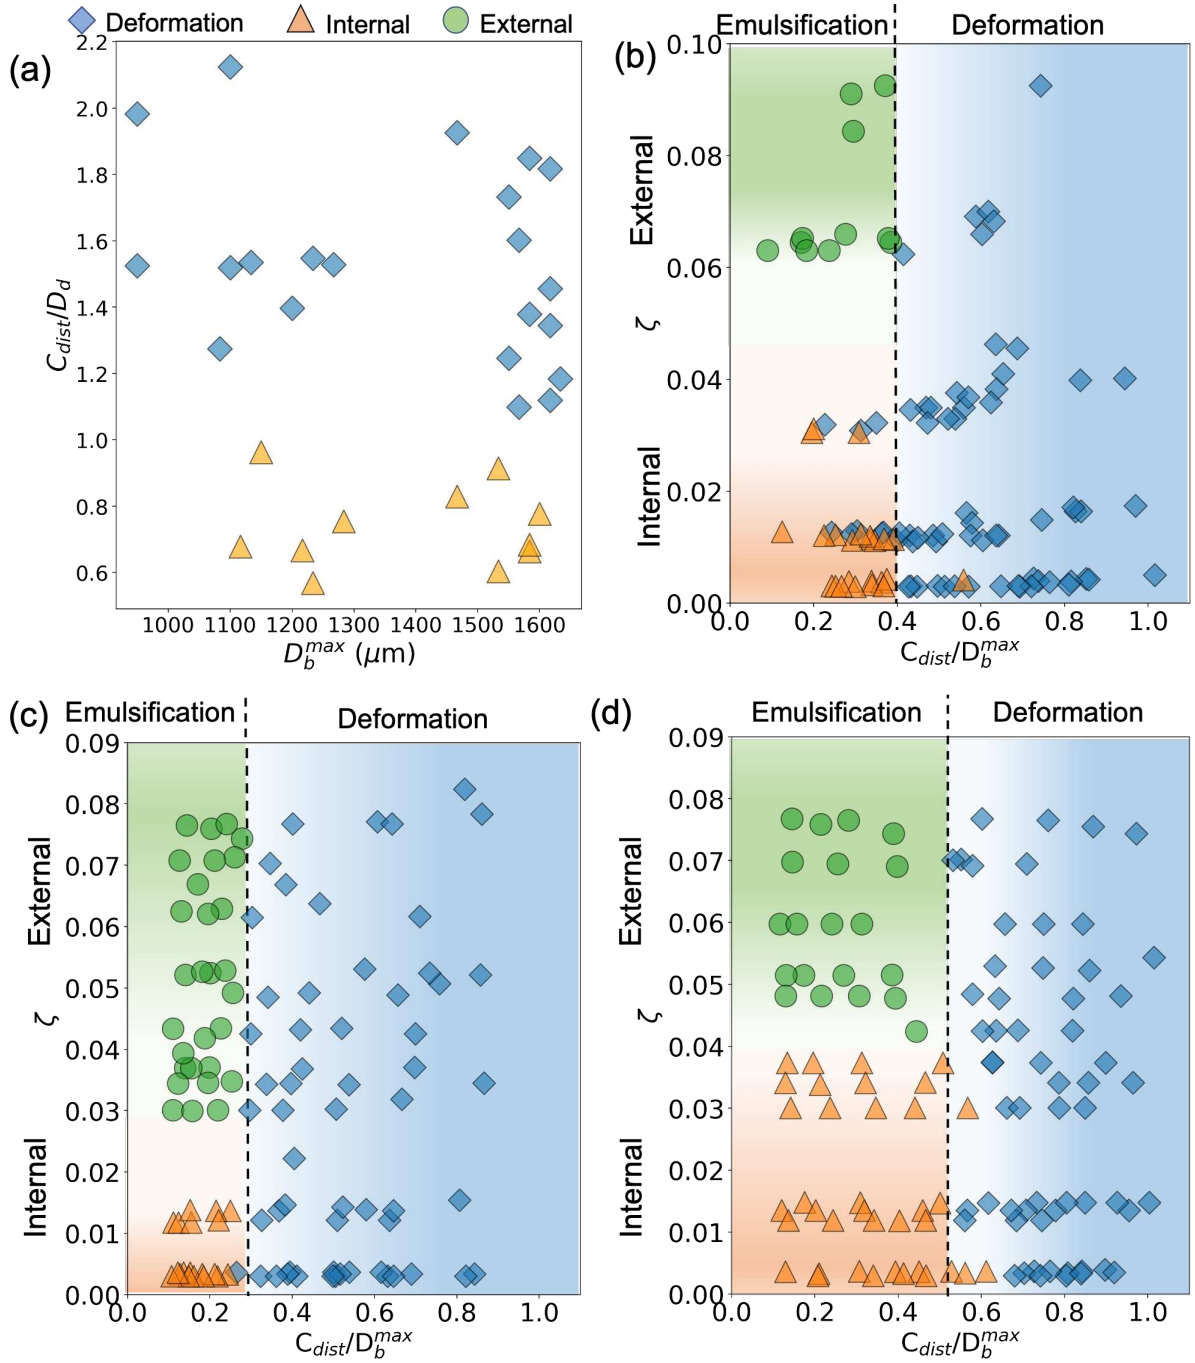 Deformation Internal External
(a)
2.2
2.0
1.8
1.6
1.4
1.2
1.0
0.8
0.6
C_dist/D_d
1000 1100 1200 1300 1400 1500 1600
D_b^max (μm)
(b)
Emulsification Deformation
0.10
0.08
0.06
0.04
0.02
0.00
External
ζ
Internal
0.0 0.2 0.4 0.6 0.8 1.0
C_dist/D_b^max
(c)
Emulsification Deformation
0.09
0.08
0.07
0.06
0.05
0.04
0.03
0.02
0.01
0.00
External
ζ
Internal
0.0 0.2 0.4 0.6 0.8 1.0
C_dist/D_b^max
(d)
Emulsification Deformation
0.09
0.08
0.07
0.06
0.05
0.04
0.03
0.02
0.01
0.00
External
ζ
Internal
0.0 0.2 0.4 0.6 0.8 1.0
C_dist/D_b^max